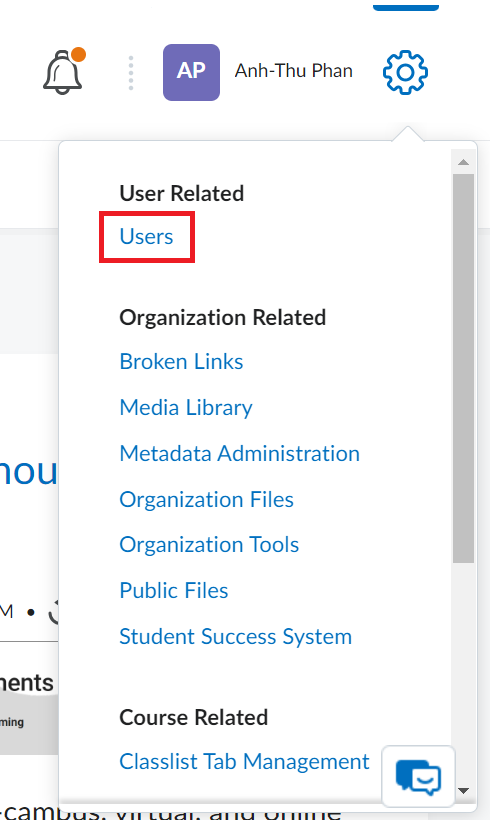 AP Anh-Thu Phan
User Related
Users
Organization Related
Broken Links
Media Library
nou
Metadata Administration
Organization Files
Organization Tools
Public Files
M •
Student Success System
nents
ming
Course Related
Classlist Tab Management
-campus, virtual, and online